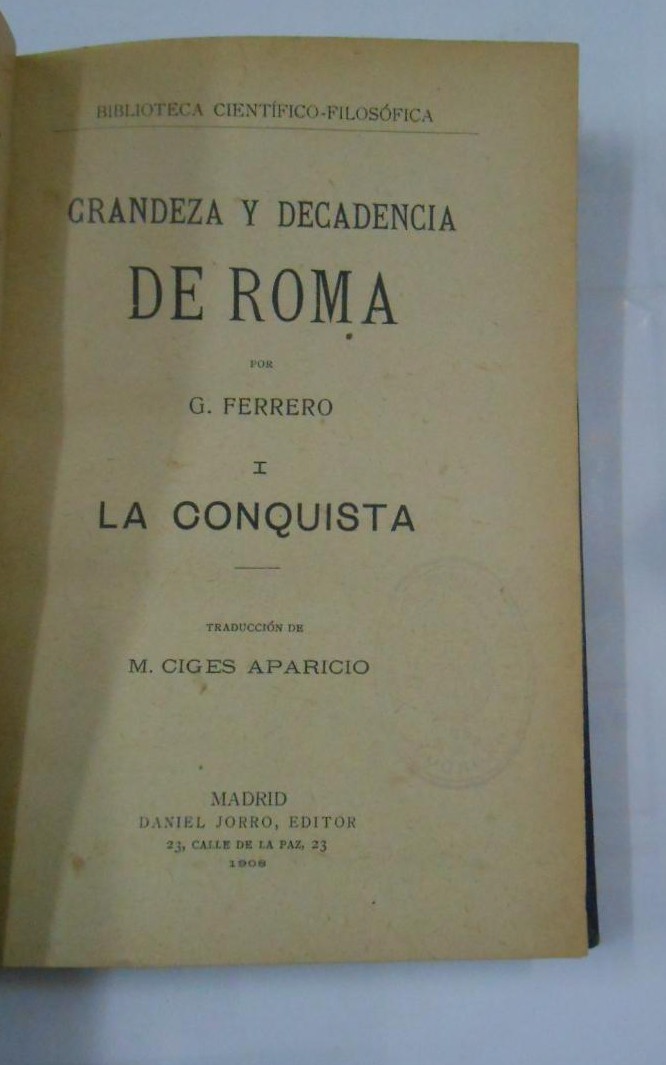 BIBLIOTECA CIENTÍFICO-FILOSÓFICA
GRANDEZA Y DECADENCIA
DE ROMA
POR
G. FERRERO
I
LA CONQUISTA
TRADUCCIÓN DE
M. CIGES APARICIO
MADRID
DANIEL JORRO, EDITOR
23, CALLE DE LA PAZ, 23
1908